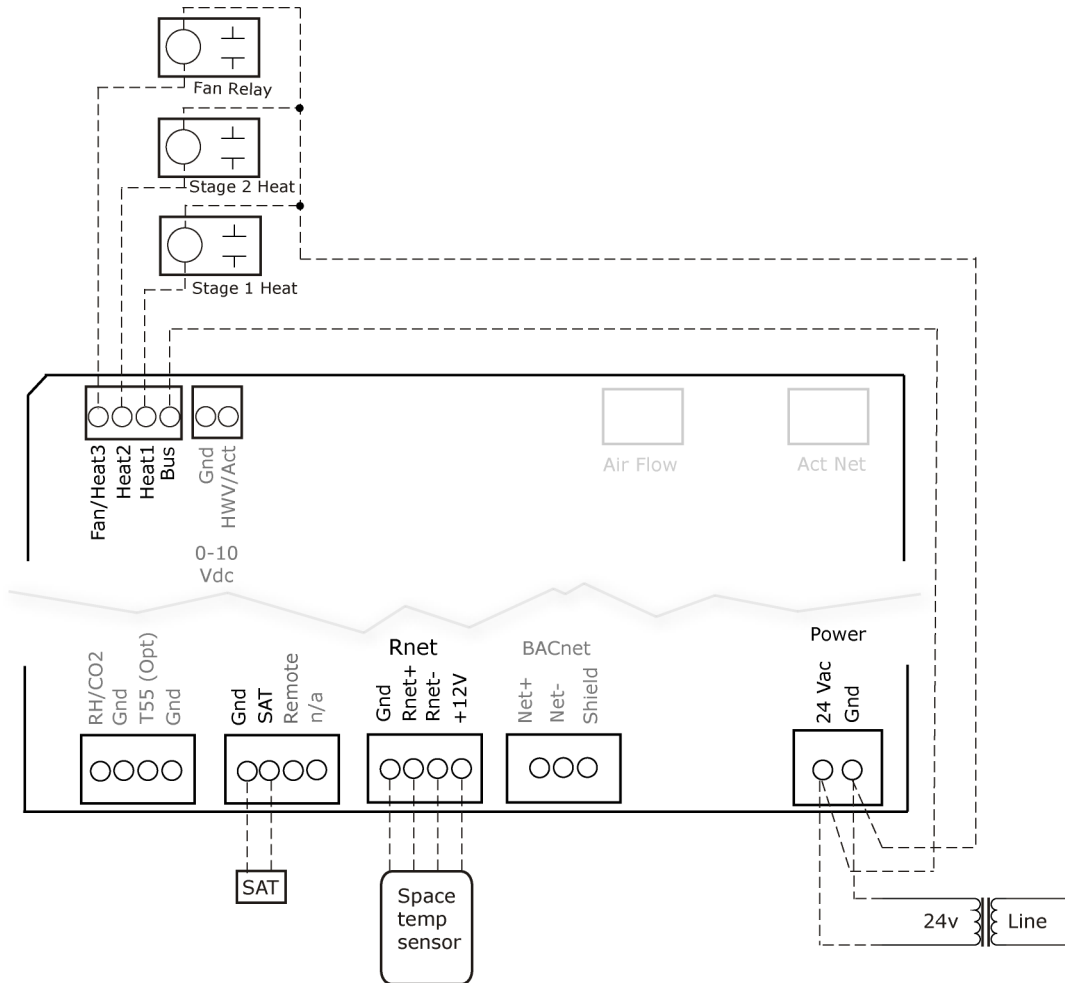 Fan Relay
Stage 2 Heat
Stage 1 Heat
Fan/Heat3
Heat2
Heat1
Bus
Gnd
HWV/Act
0-10
Vdc
Air Flow
Act Net
RH/CO2
Gnd
T55 (Opt)
Gnd
Gnd
SAT
Remote
n/a
Rnet
Gnd
Rnet+
Rnet-
+12V
BACnet
Net+
Net-
Shield
Power
24 Vac
Gnd
SAT
Space
temp
sensor
24v
Line